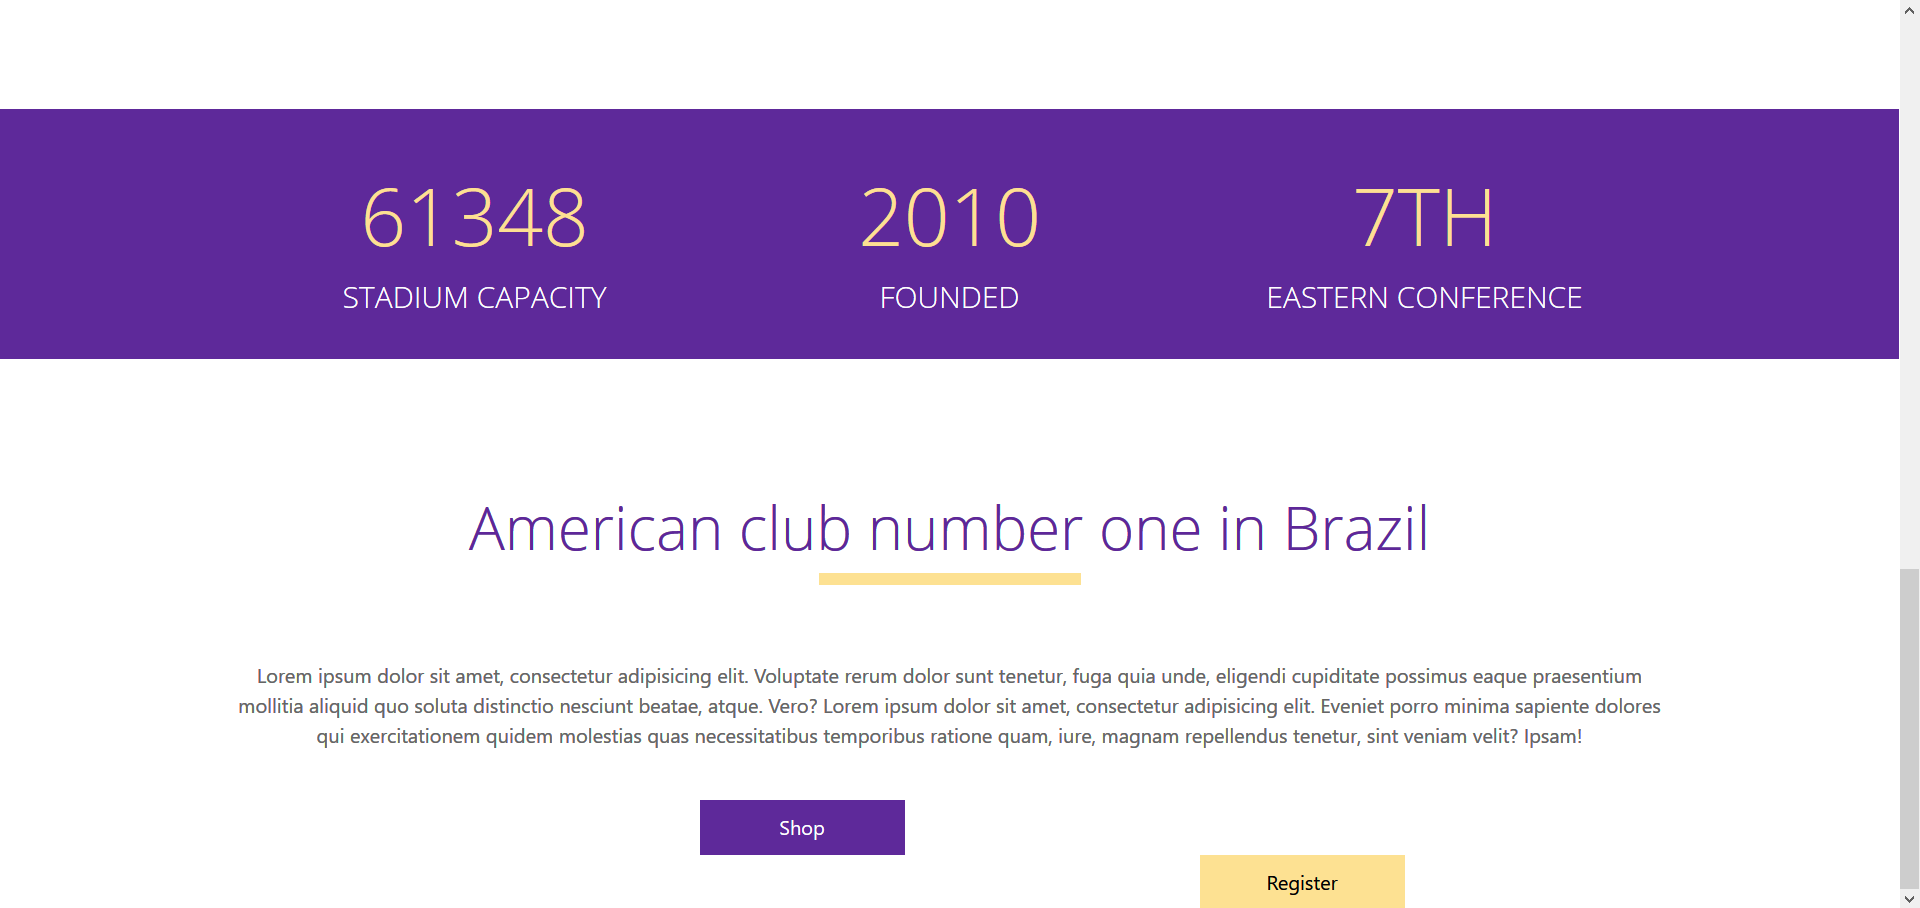 61348
2010
7TH
STADIUM CAPACITY
FOUNDED
EASTERN CONFERENCE
American club number one in Brazil
Lorem ipsum dolor sit amet, consectetur adipisicing elit. Voluptate rerum dolor sunt tenetur, fuga quia unde, eligendi cupiditate possimus eaque praesentium
mollitia aliquid quo soluta distinctio nesciunt beatae, atque. Vero? Lorem ipsum dolor sit amet, consectetur adipisicing elit. Eveniet porro minima sapiente dolores
qui exercitationem quidem molestias quas necessitatibus temporibus ratione quam, iure, magnam repellendus tenetur, sint veniam velit? Ipsam!
Shop
Register